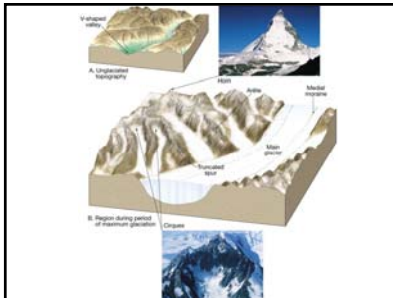 V-shaped
valley
A. Unglaciated
topography
Horn
Arête
Medial
moraine
Main
glacier
Truncated
spur
B. Region during period
of maximum glaciation
Cirques